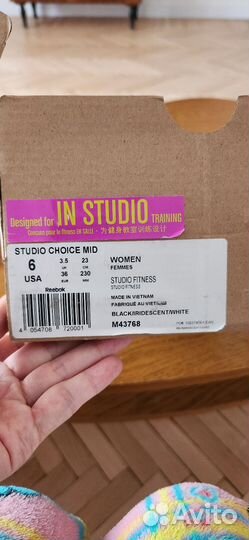 Designed for IN STUDIO TRAINING
Conçue pour le fitness EN SALLE · 为健身教室训练设计
STUDIO CHOICE MID
6 3.5 23 WOMEN
UK CM FEMMES
USA 36 230 STUDIO FITNESS
EUR MM STUDIO FITNESS
Reebok
MADE IN VIETNAM
FABRIQUÉ AU VIETNAM
BLACK/IRIDESCENT/WHITE
4 054708 720001 M43768
Avito